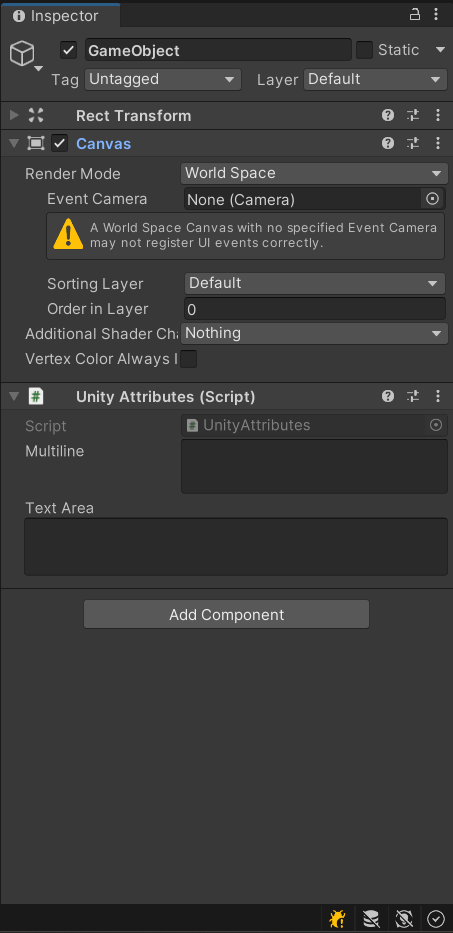 Inspector
GameObject
Static
Tag Untagged Layer Default
Rect Transform
Canvas
Render Mode World Space
Event Camera None (Camera)
A World Space Canvas with no specified Event Camera
may not register UI events correctly.
Sorting Layer Default
Order in Layer 0
Additional Shader Cha Nothing
Vertex Color Always I
Unity Attributes (Script)
Script # UnityAttributes
Multiline
Text Area
Add Component